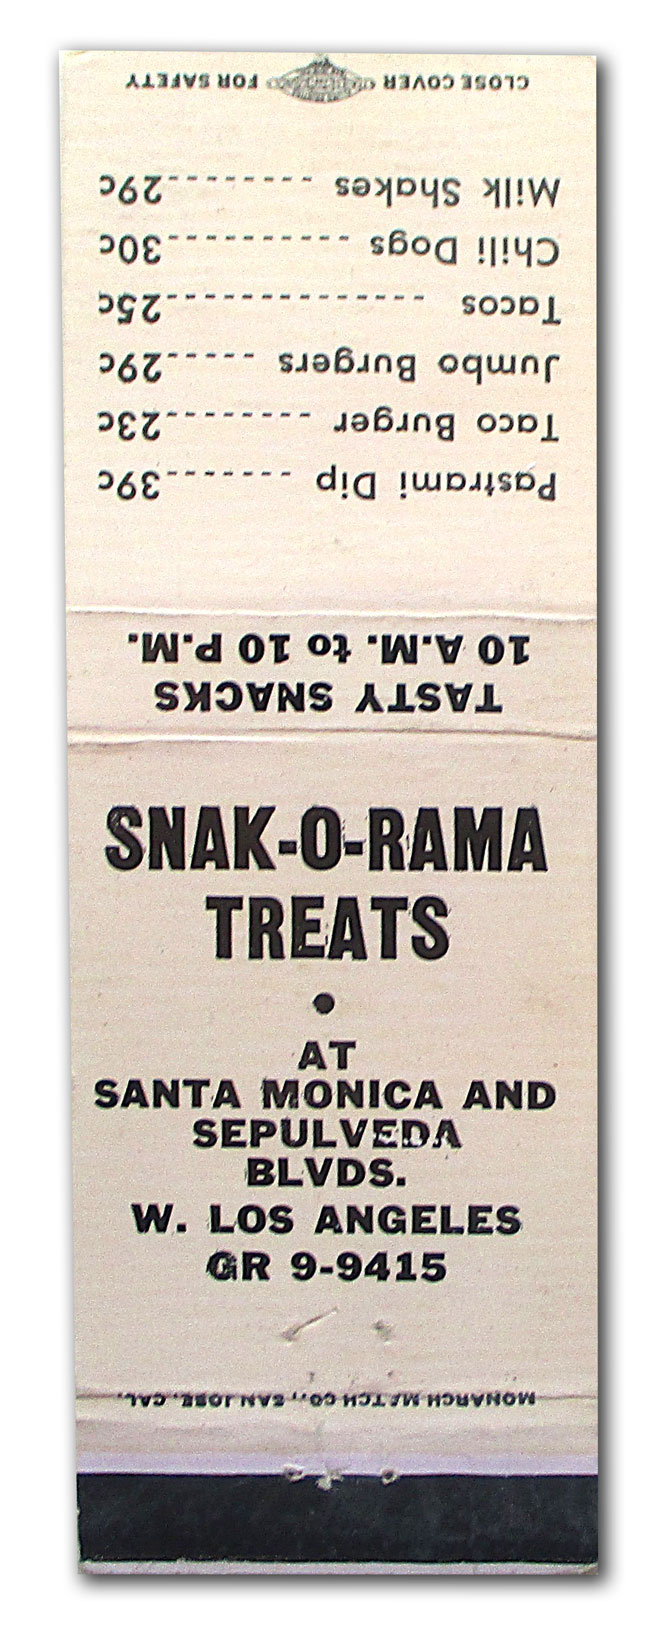 CLOSE COVER FOR SAFETY
Pastrami Dip --------39c
Taco Burger ---------23c
Jumbo Burgers ------29c
Tacos ---------------25c
Chili Dogs -----------30c
Milk Shakes ---------29c
TASTY SNACKS
10 A.M. to 10 P.M.
SNAK-O-RAMA
TREATS
•
AT
SANTA MONICA AND
SEPULVEDA
BLVDS.
W. LOS ANGELES
GR 9-9415
MONARCH MATCH CO., SAN JOSE, CAL.